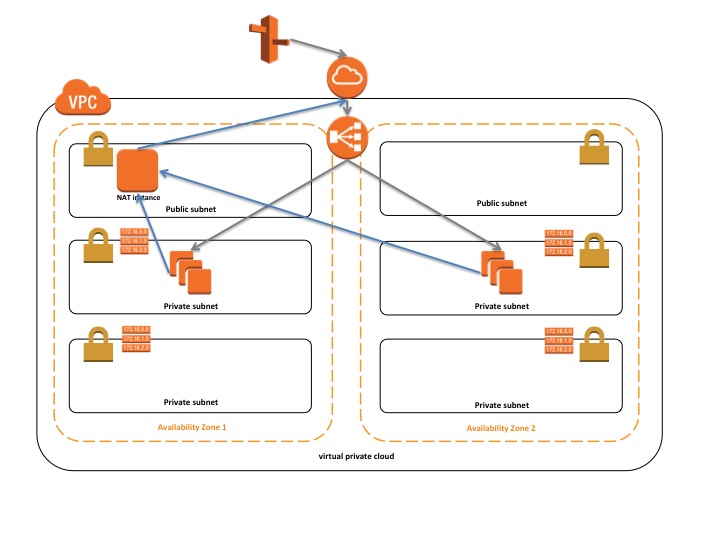 VPC
NAT instance
Public subnet
Public subnet
172.16.0.0
172.16.1.0
172.16.2.0
172.16.0.0
172.16.1.0
172.16.2.0
Private subnet
Private subnet
172.16.0.0
172.16.1.0
172.16.2.0
172.16.0.0
172.16.1.0
172.16.2.0
Private subnet
Private subnet
Availability Zone 1
Availability Zone 2
virtual private cloud